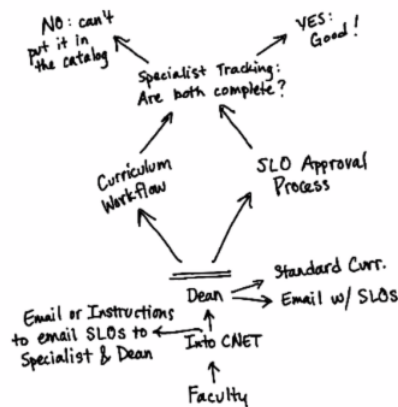 NO: can't
put it in
the catalog
YES:
Good!
Specialist Tracking:
Are both complete?
Curriculum
Workflow
SLO Approval
Process
Dean
Standard Curr.
Email w/ SLOs
Email or Instructions
to email SLOs to
Specialist & Dean
Into CNET
Faculty